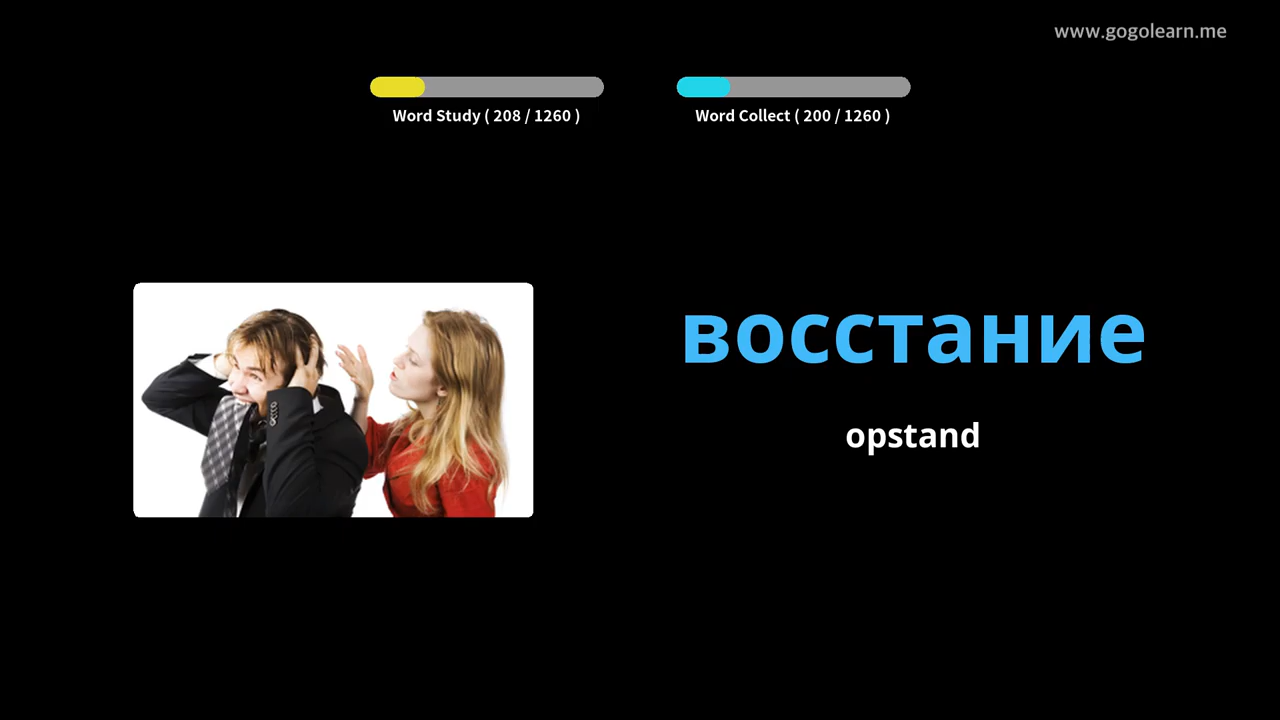 www.gogolearn.me
Word Study ( 208 / 1260 )
Word Collect ( 200 / 1260 )
восстание
opstand